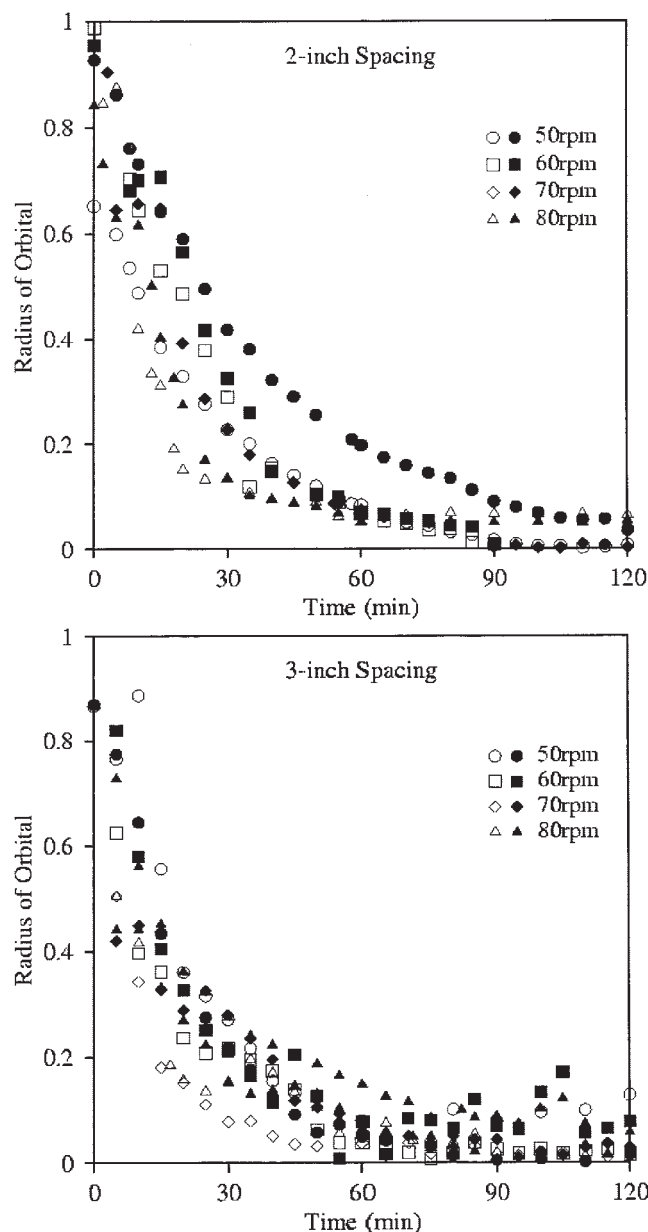 1
2-inch Spacing
0.8
50rpm
60rpm
0.6
70rpm
80rpm
Radius of Orbital
0.4
0.2
0
0 30 60 90 120
Time (min)
1
3-inch Spacing
0.8
50rpm
60rpm
0.6
70rpm
80rpm
Radius of Orbital
0.4
0.2
0
0 30 60 90 120
Time (min)